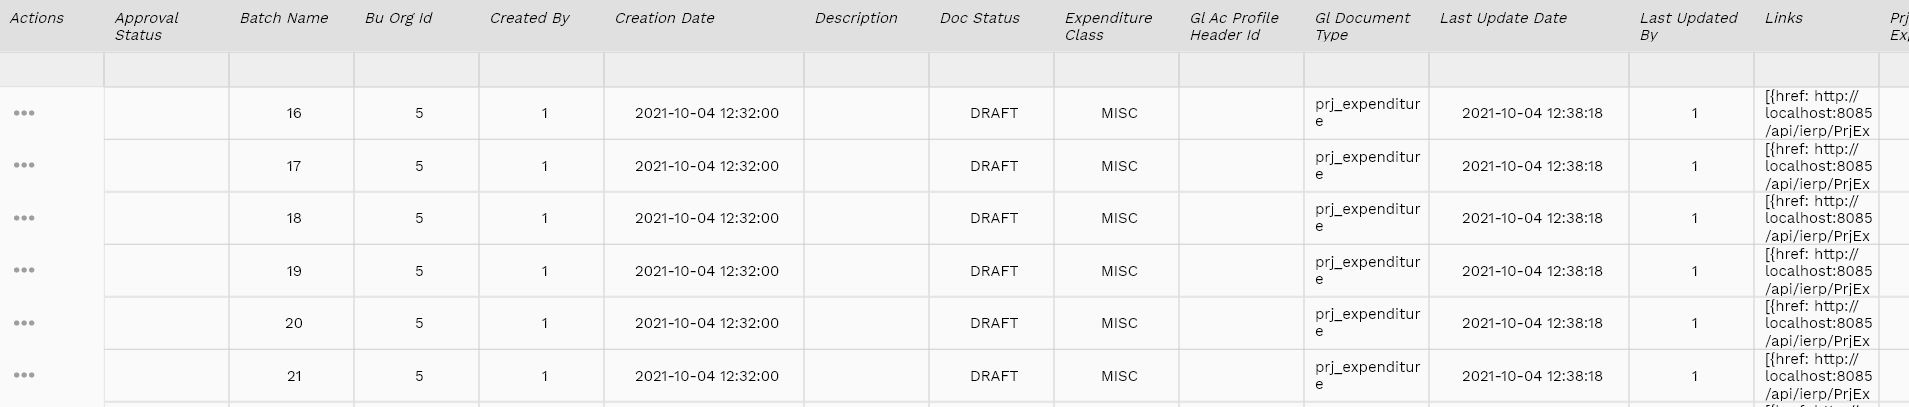 Actions Approval Status Batch Name Bu Org Id Created By Creation Date Description Doc Status Expenditure Class Gl Ac Profile Header Id Gl Document Type Last Update Date Last Updated By Links
16 5 1 2021-10-04 12:32:00 DRAFT MISC prj_expenditur
e 2021-10-04 12:38:18 1 [{href: http://
localhost:8085
/api/ierp/PrjEx
17 5 1 2021-10-04 12:32:00 DRAFT MISC prj_expenditur
e 2021-10-04 12:38:18 1 [{href: http://
localhost:8085
/api/ierp/PrjEx
18 5 1 2021-10-04 12:32:00 DRAFT MISC prj_expenditur
e 2021-10-04 12:38:18 1 [{href: http://
localhost:8085
/api/ierp/PrjEx
19 5 1 2021-10-04 12:32:00 DRAFT MISC prj_expenditur
e 2021-10-04 12:38:18 1 [{href: http://
localhost:8085
/api/ierp/PrjEx
20 5 1 2021-10-04 12:32:00 DRAFT MISC prj_expenditur
e 2021-10-04 12:38:18 1 [{href: http://
localhost:8085
/api/ierp/PrjEx
21 5 1 2021-10-04 12:32:00 DRAFT MISC prj_expenditur
e 2021-10-04 12:38:18 1 [{href: http://
localhost:8085
/api/ierp/PrjEx